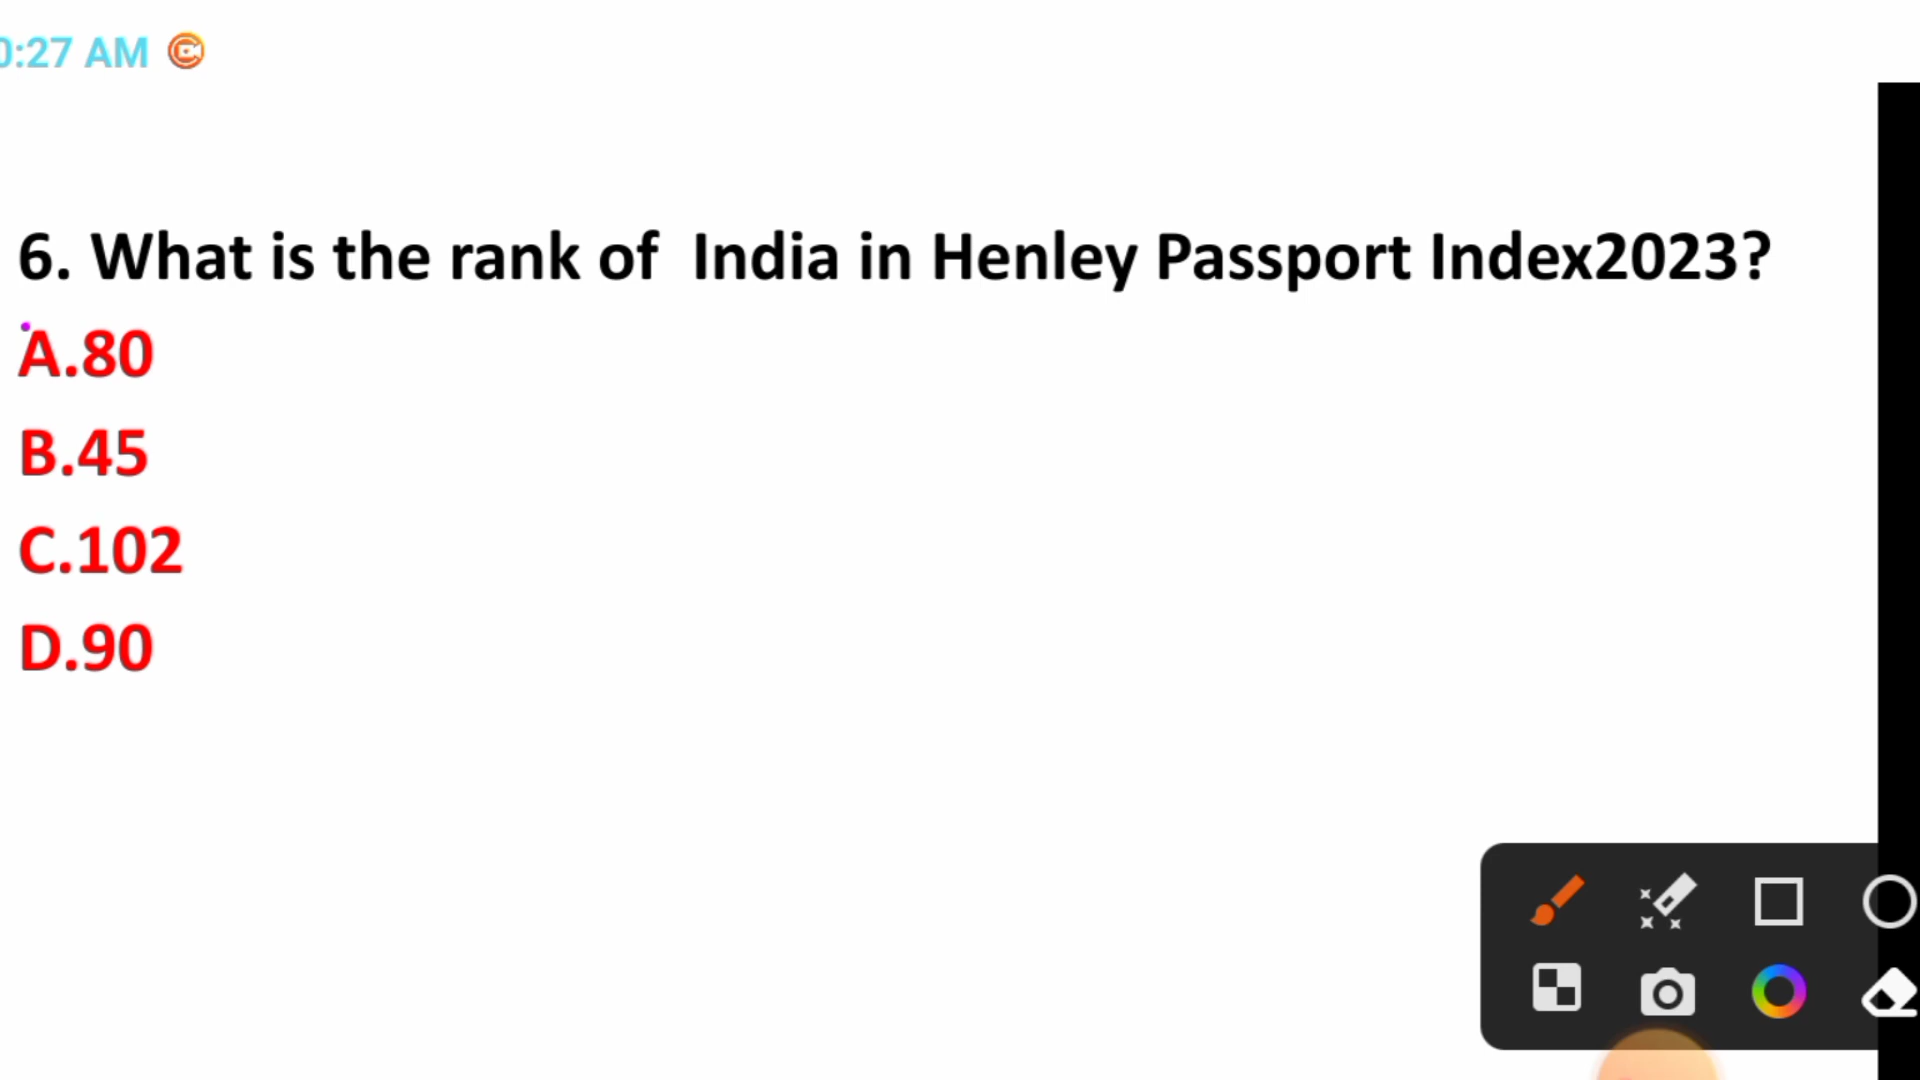 0:27 AM
6. What is the rank of India in Henley Passport Index2023?
A.80
B.45
C.102
D.90